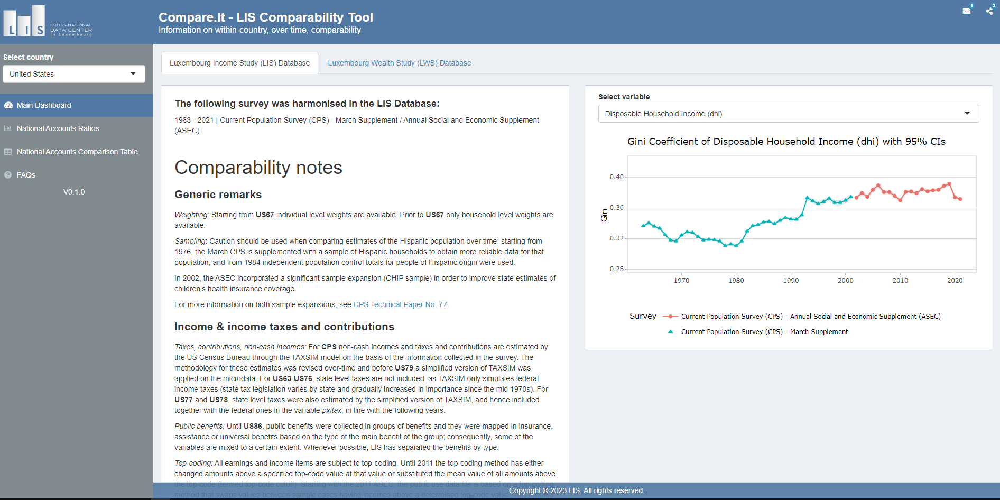 LIS
CROSS-NATIONAL
DATA CENTER
in Luxembourg
Compare.It - LIS Comparability Tool
Information on within-country, over-time, comparability
1
3
Select country
United States
Main Dashboard
National Accounts Ratios
National Accounts Comparison Table
FAQs
V0.1.0
Luxembourg Income Study (LIS) Database
Luxembourg Wealth Study (LWS) Database
The following survey was harmonised in the LIS Database:
1963 - 2021 | Current Population Survey (CPS) - March Supplement / Annual Social and Economic Supplement
(ASEC)
Comparability notes
Generic remarks
Weighting: Starting from US67 individual level weights are available. Prior to US67 only household level weights are
available.
Sampling: Caution should be used when comparing estimates of the Hispanic population over time: starting from
1976, the March CPS is supplemented with a sample of Hispanic households to obtain more reliable data for that
population, and from 1984 independent population control totals for people of Hispanic origin were used.
In 2002, the ASEC incorporated a significant sample expansion (CHIP sample) in order to improve state estimates of
children's health insurance coverage.
For more information on both sample expansions, see CPS Technical Paper No. 77.
Income & income taxes and contributions
Taxes, contributions, non-cash incomes: For CPS non-cash incomes and taxes and contributions are estimated by
the US Census Bureau through the TAXSIM model on the basis of the information collected in the survey. The
methodology for these estimates was revised over-time and before US79 a simplified version of TAXSIM was
applied on the microdata. For US63-US76, state level taxes are not included, as TAXSIM only simulates federal
income taxes (state tax legislation varies by state and gradually increased in importance since the mid 1970s). For
US77 and US78, state level taxes were also estimated by the simplified version of TAXSIM, and hence included
together with the federal ones in the variable pxitax, in line with the following years.
Public benefits: Until US86, public benefits were collected in groups of benefits and they were mapped in insurance,
assistance or universal benefits based on the type of the main benefit of the group; consequently, some of the
variables are mixed to a certain extent. Whenever possible, LIS has separated the benefits by type.
Top-coding: All earnings and income items are subject to top-coding. Until 2011 the top-coding method has either
changed amounts above a specified top-code value at that value or substituted the mean value of all amounts above
the top-code (termed top-code cutoff). Starting with the 2011 ASEC, the public use data file is based on a top-coding
method that swaps values between sample cases having incomes above a determined top-code value. This method
Select variable
Disposable Household Income (dhi)
Gini Coefficient of Disposable Household Income (dhi) with 95% CIs
Gini
0.40
0.36
0.32
0.28
1970
1980
1990
2000
2010
2020
Survey
Current Population Survey (CPS) - Annual Social and Economic Supplement (ASEC)
Current Population Survey (CPS) - March Supplement
Copyright © 2023 LIS. All rights reserved.